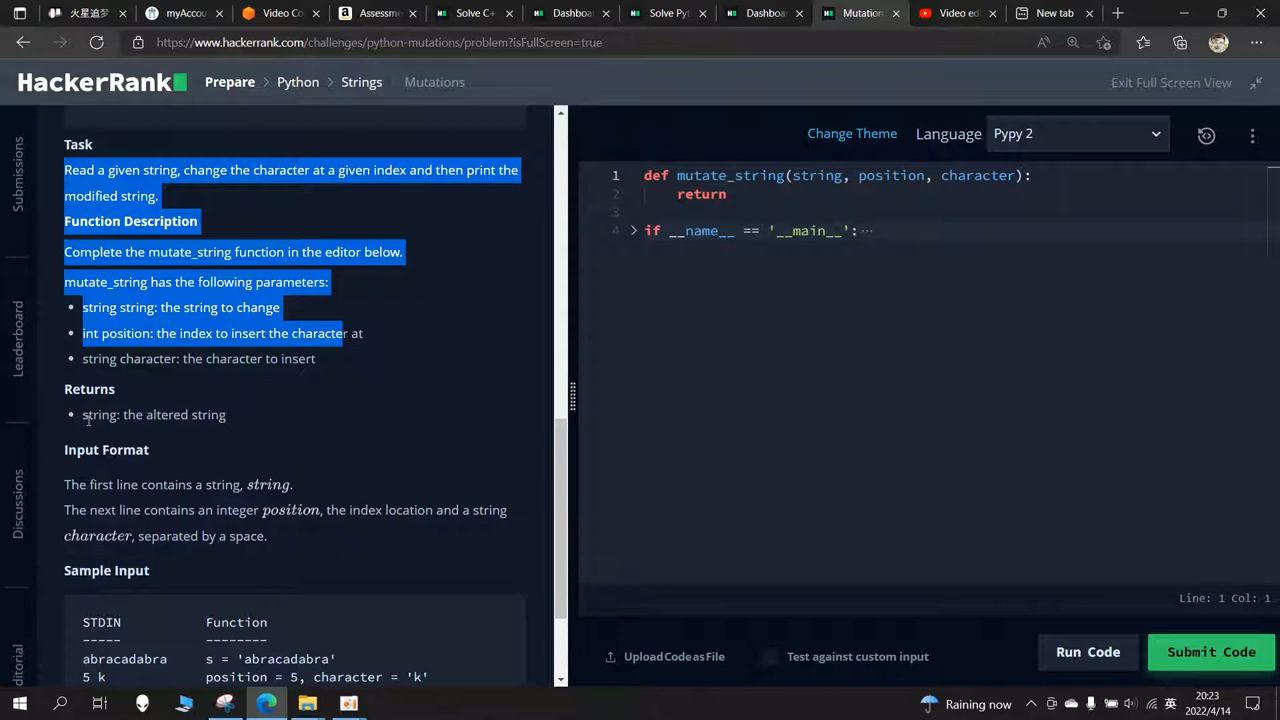 火星追梦
myAccou
Video Co
Assessm
Solve C+
Dashboa
Solve Pyt
Dashboa
Mutation
Video ed
New tab
https://www.hackerrank.com/challenges/python-mutations/problem?isFullScreen=true
HackerRank
Prepare > Python > Strings > Mutations
Exit Full Screen View
Submissions
Leaderboard
Discussions
ditorial
Task
Read a given string, change the character at a given index and then print the
modified string.
Function Description
Complete the mutate_string function in the editor below.
mutate_string has the following parameters:
• string string: the string to change
• int position: the index to insert the character at
• string character: the character to insert
Returns
• string: the altered string
Input Format
The first line contains a string, string.
The next line contains an integer position, the index location and a string
character, separated by a space.
Sample Input
STDIN Function
----- --------
abracadabra s = 'abracadabra'
5 k position = 5, character = 'k'
Change Theme
Language
Pypy 2
1 def mutate_string(string, position, character):
2 return
3
4 > if __name__ == '__main__':···
Line: 1 Col: 1
Upload Code as File
Test against custom input
Run Code
Submit Code
Raining now
英
20:23
2022/4/14